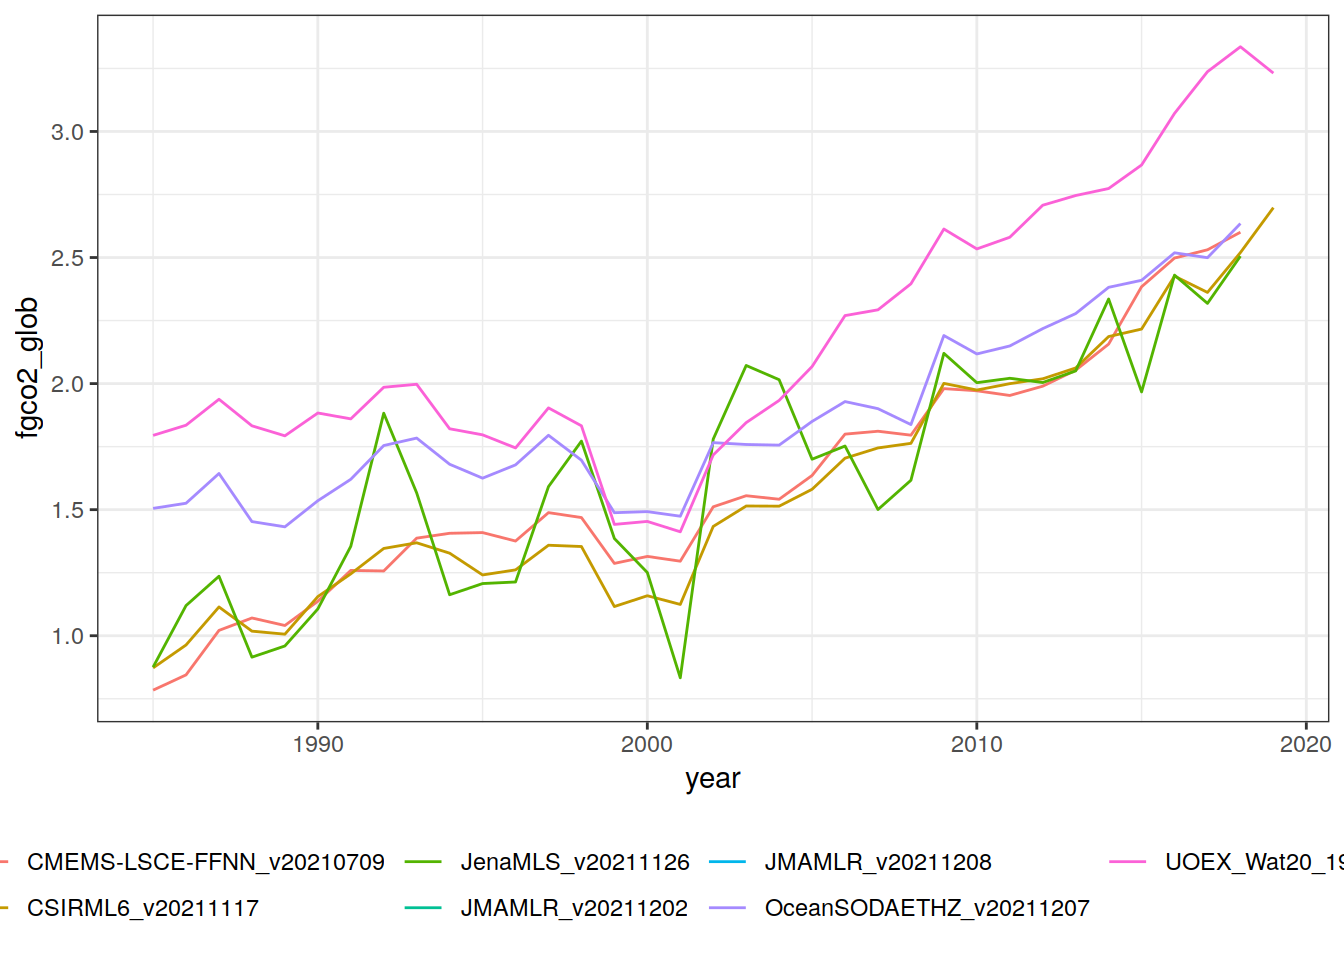 3.0
2.5
2.0
1.5
1.0
fgco2_glob
1990 2000 2010 2020
year
CMEMS-LSCE-FFNN_v20210709 JenaMLS_v20211126 JMAMLR_v20211208 UOEX_Wat20_19
CSIRML6_v20211117 JMAMLR_v20211202 OceanSODAETHZ_v20211207